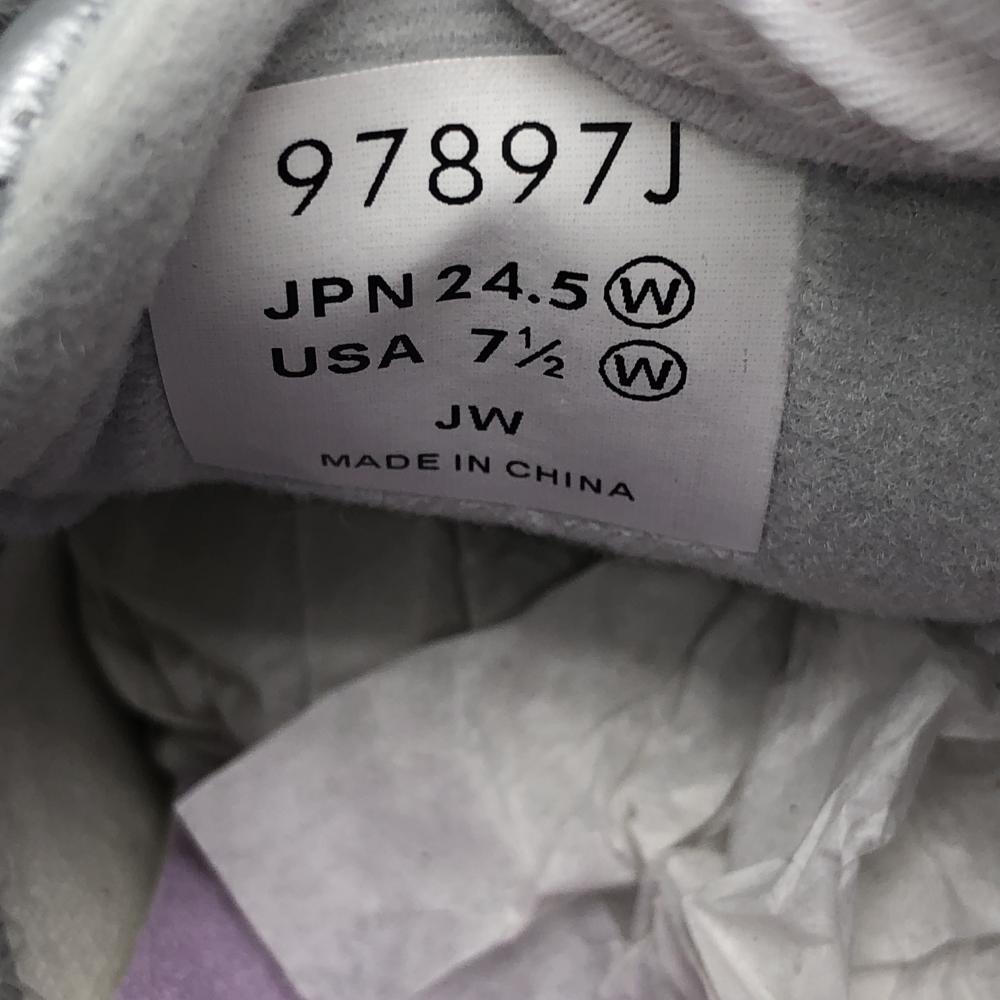 97897J
JPN 24.5 Ⓦ
USA 7½ Ⓦ
JW
MADE IN CHINA